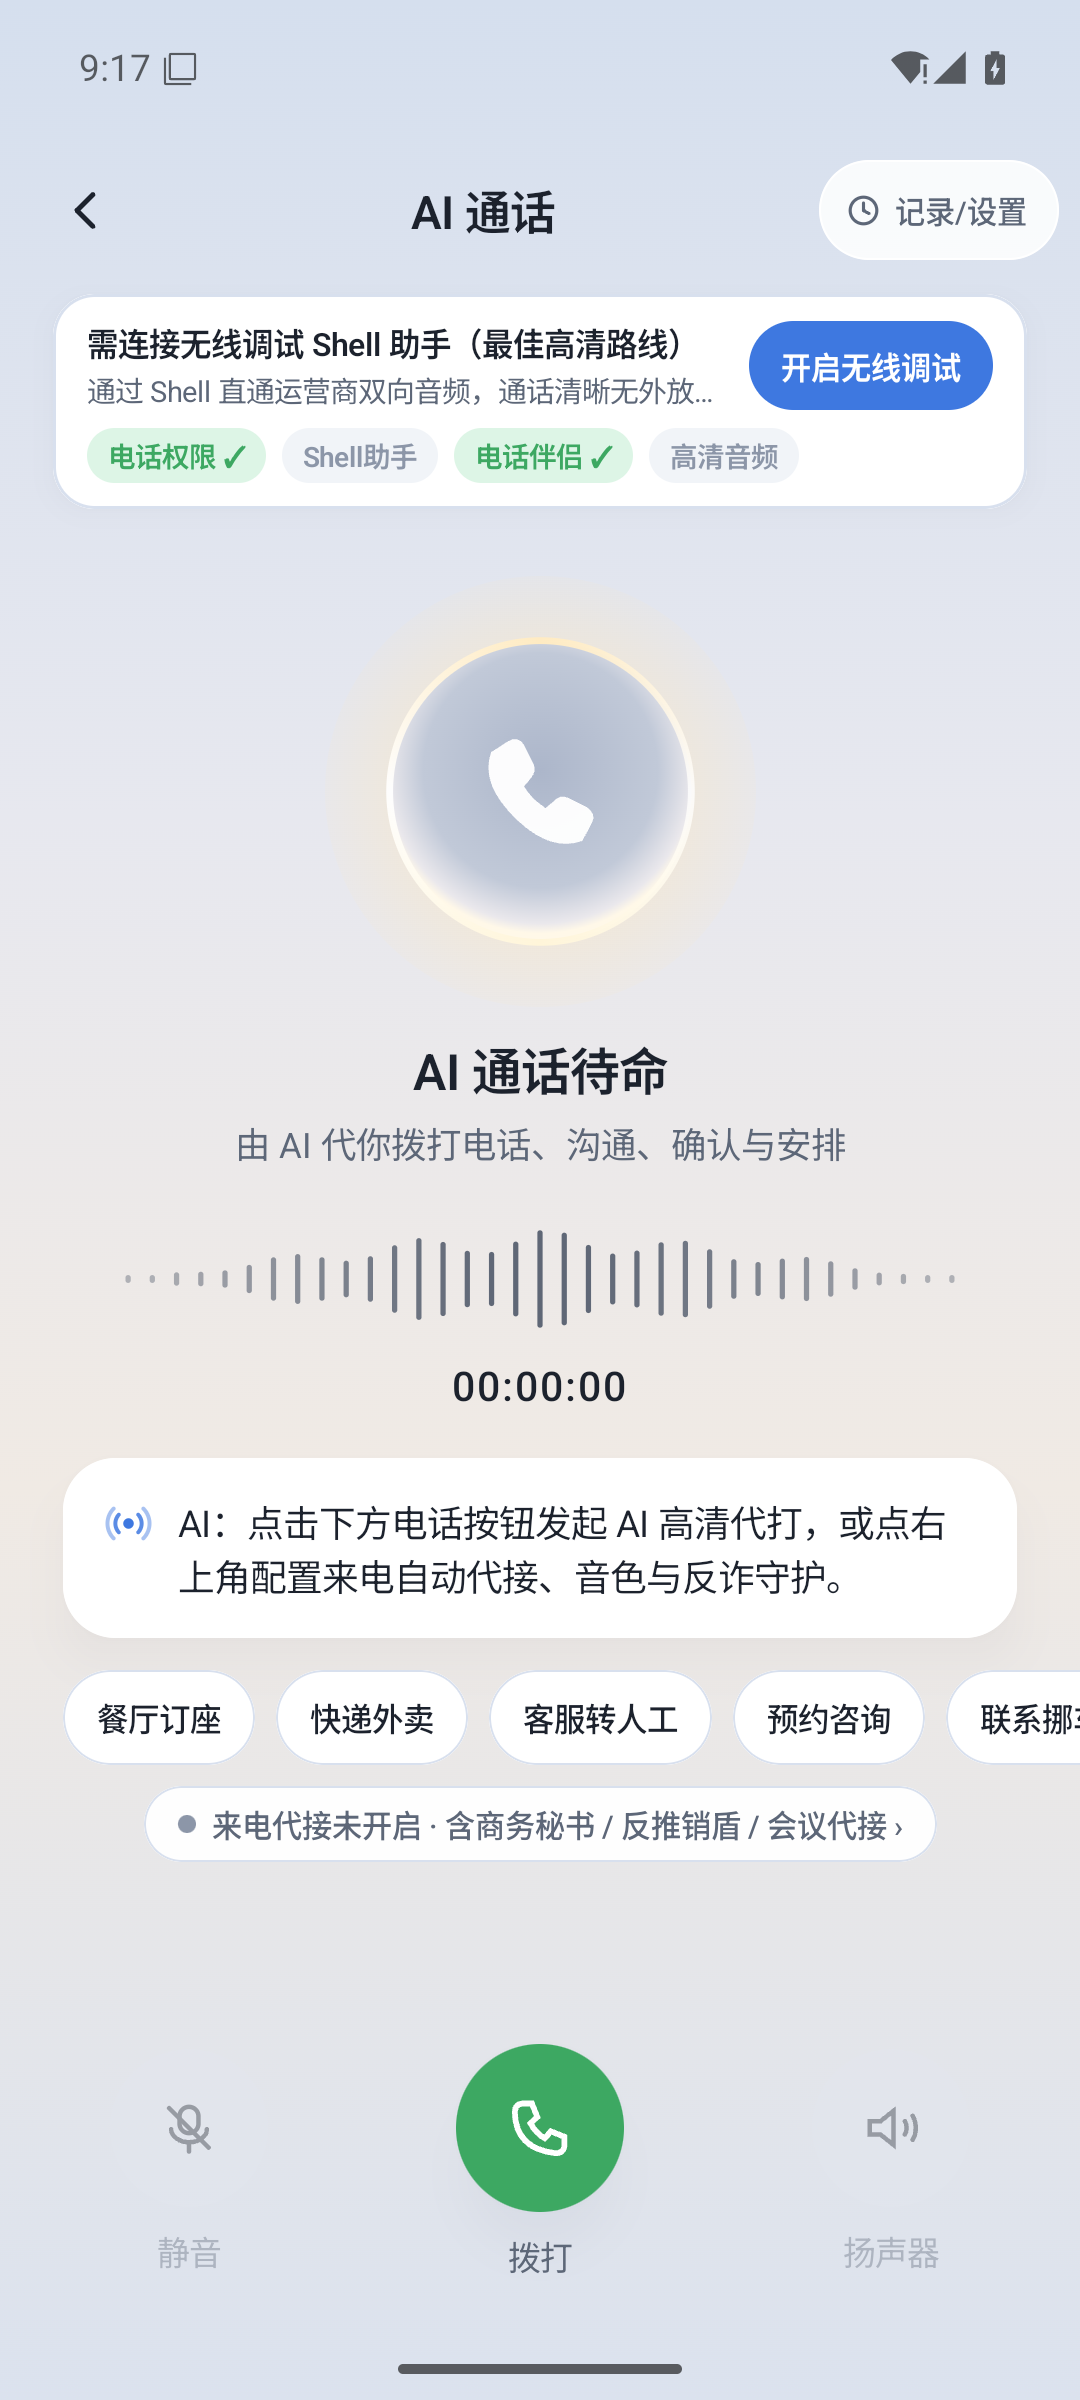 9:17
AI 通话
记录/设置
需连接无线调试 Shell 助手（最佳高清路线）
通过 Shell 直通运营商双向音频，通话清晰无外放...
开启无线调试
电话权限 ✓
Shell助手
电话伴侣 ✓
高清音频
AI 通话待命
由 AI 代你拨打电话、沟通、确认与安排
00:00:00
AI：点击下方电话按钮发起 AI 高清代打，或点右
上角配置来电自动代接、音色与反诈守护。
餐厅订座
快递外卖
客服转人工
预约咨询
联系挪
来电代接未开启 · 含商务秘书 / 反推销盾 / 会议代接 ›
静音
拨打
扬声器